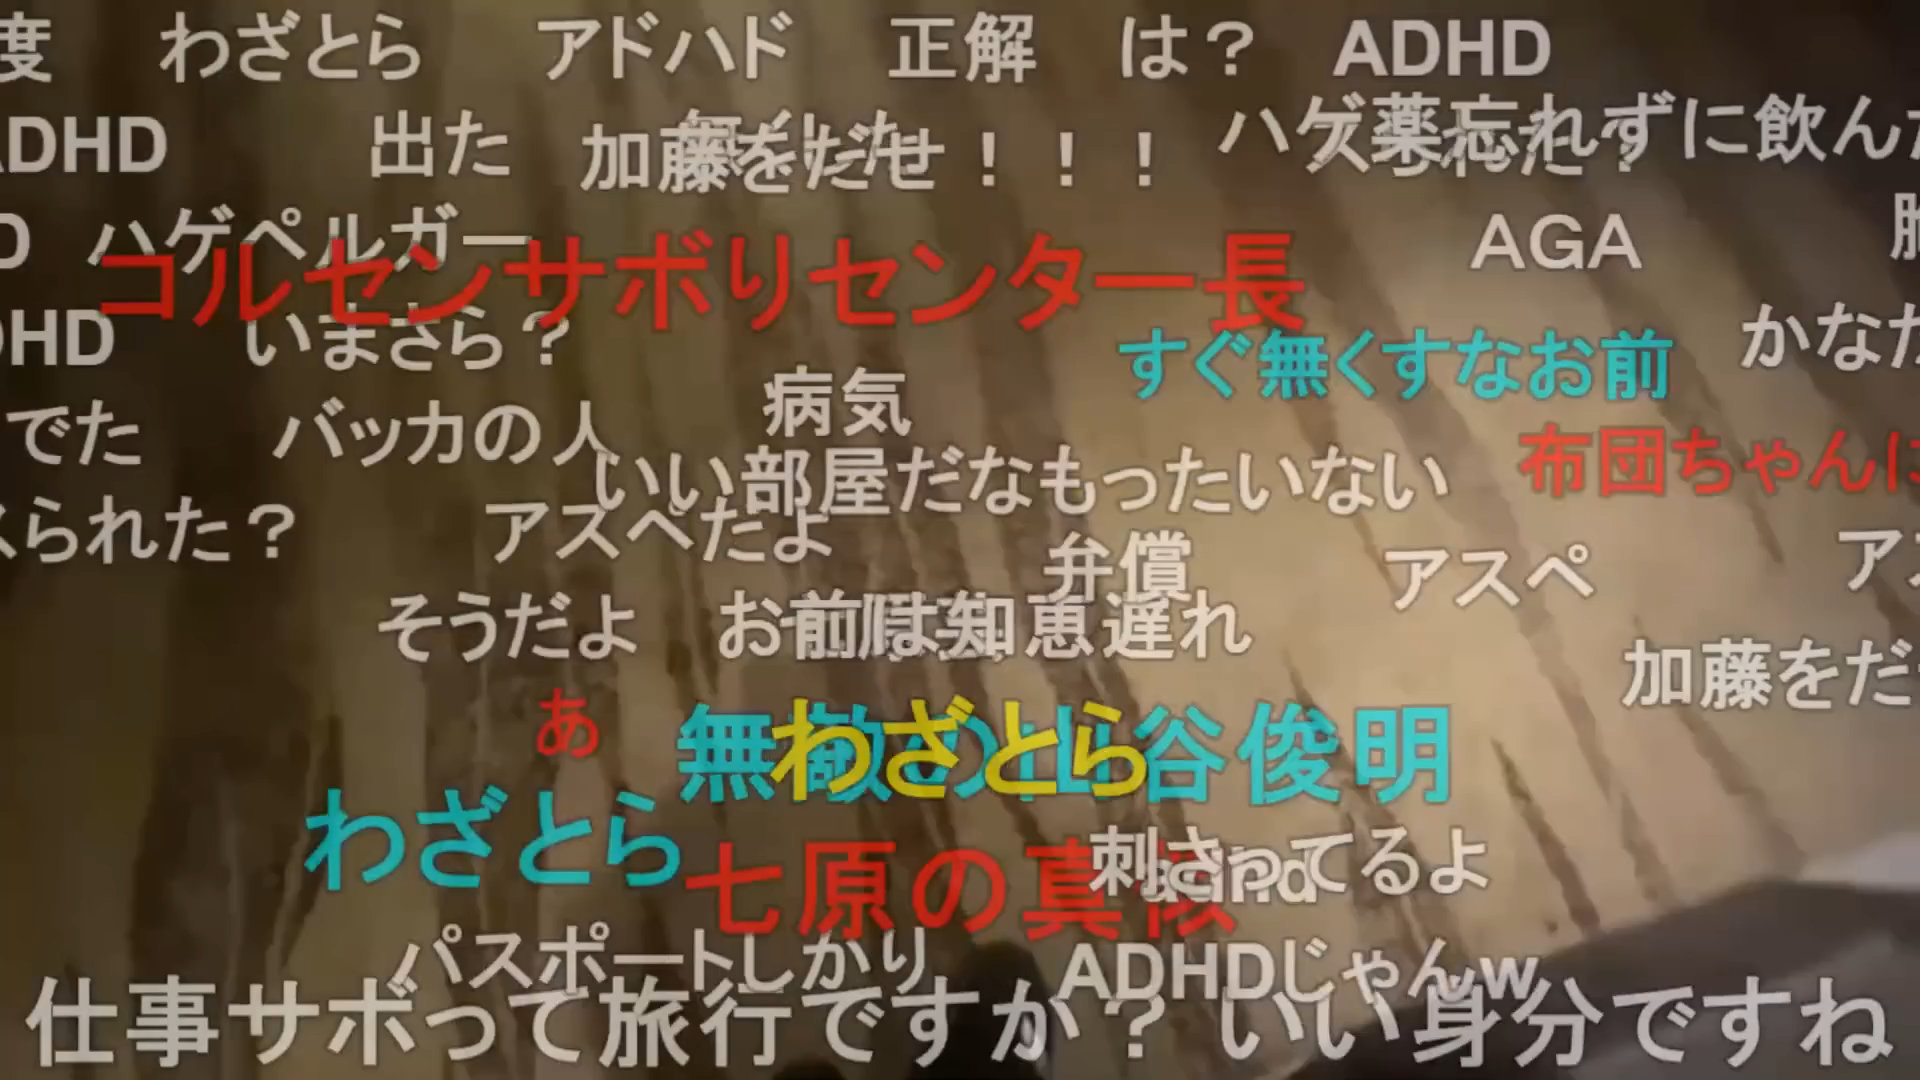 度 わざとら アドハド 正解 は？ ADHD
ADHD 出た 加藤をだせ！！！ ハゲ薬忘れずに飲んだ
D ハゲペルガー AGA
コルセンサボりセンター長
DHD いまさら？ かなた
すぐ無くすなお前
病気
でた バッカの人
いい部屋だなもったいない 布団ちゃんに
られた？ アスペだよ
弁償 アスペ ア
そうだよ お前は知恵遅れ
加藤をだ
あ 無敵の山谷俊明
わざとら
わざとら
刺さってるよ
七原の真似
パスポートしかり ADHDじゃんw
仕事サボって旅行ですか？いい身分ですね